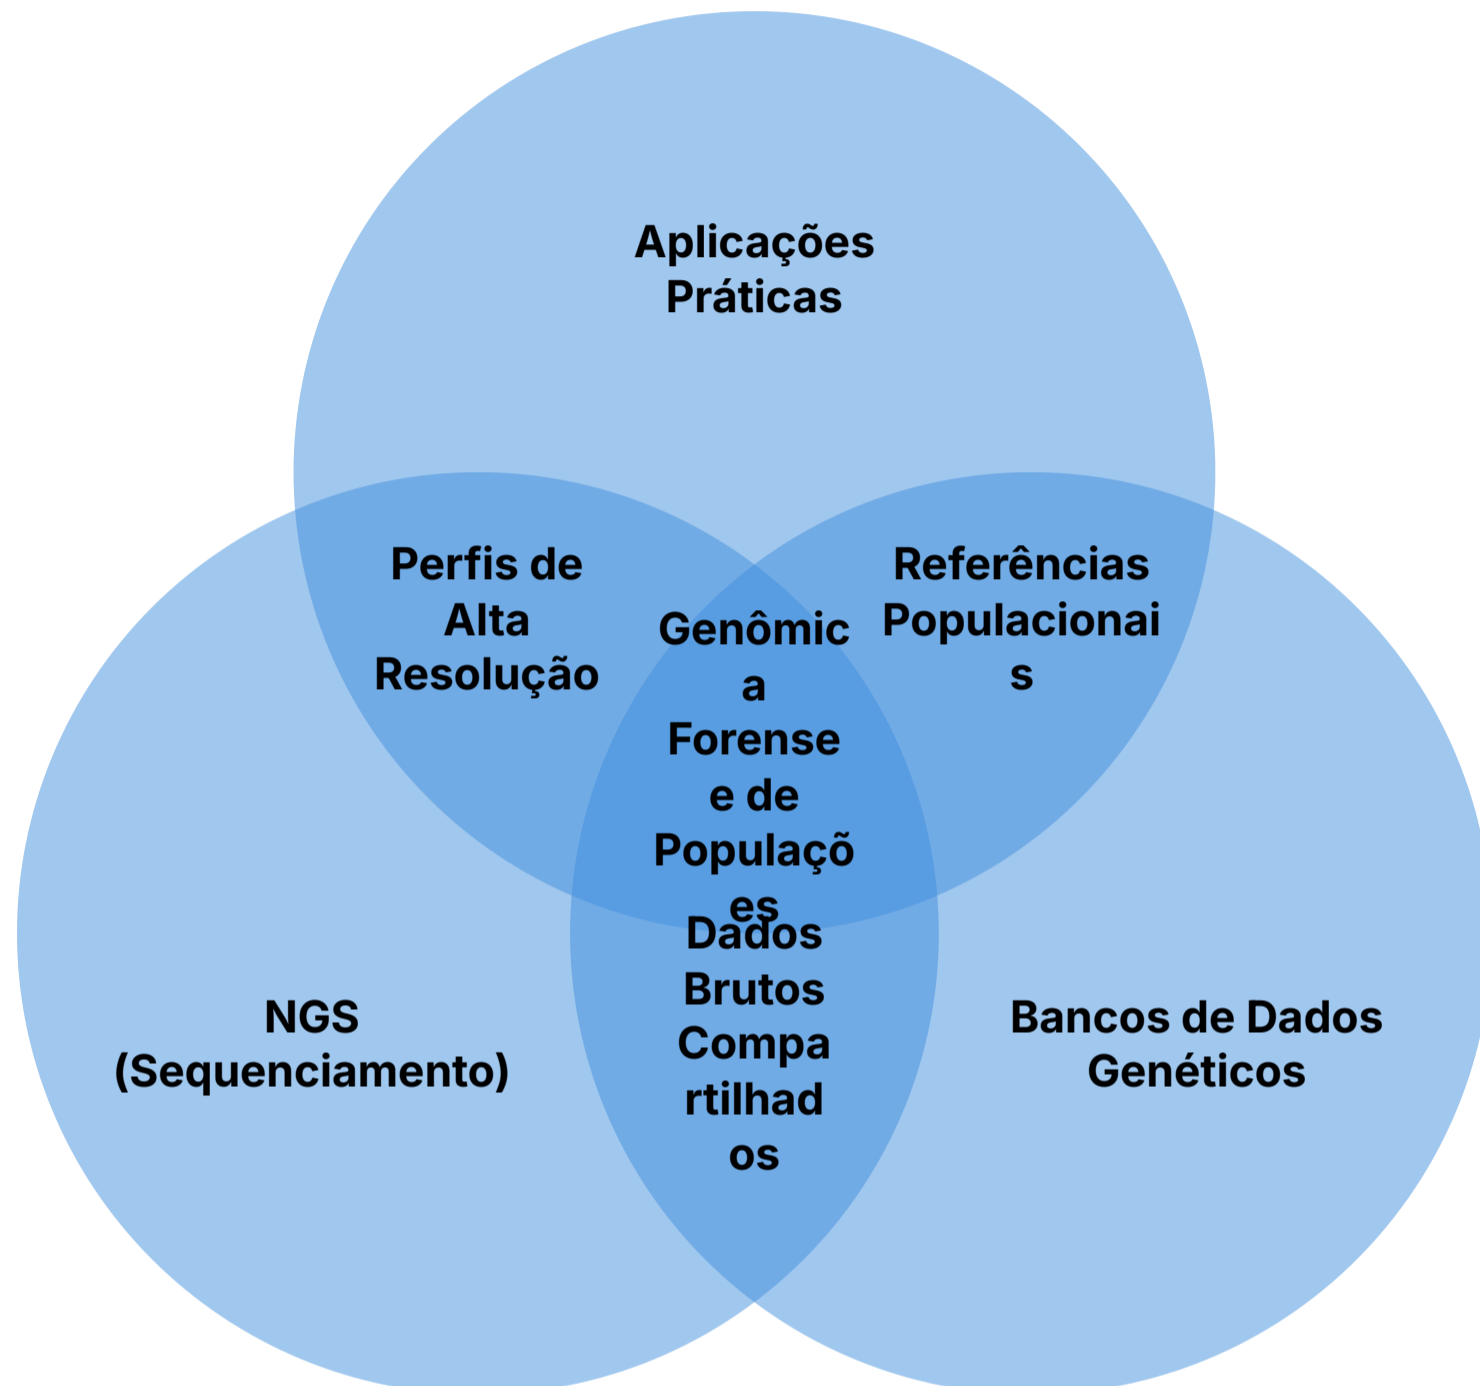 Aplicações
Práticas
Perfis de
Alta
Resolução
Referências
Populacionai
s
Genômic
a
Forense
e de
Populaçõ
es
Dados
Brutos
Compa
rtilhad
os
NGS
(Sequenciamento)
Bancos de Dados
Genéticos